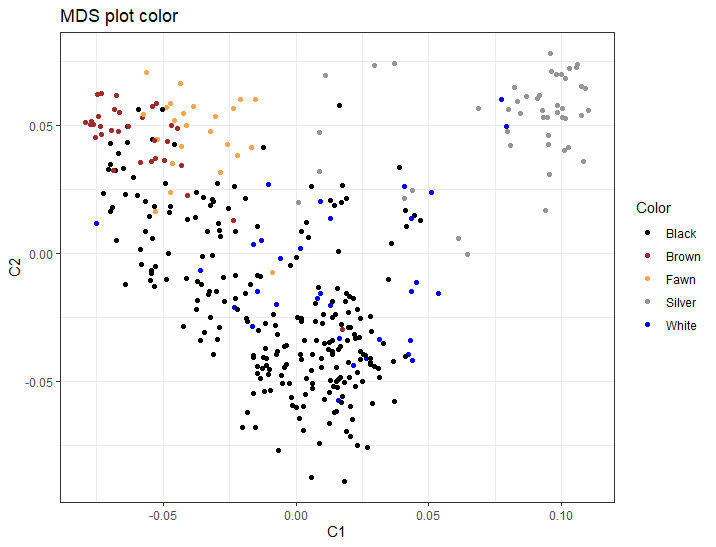 MDS plot color
0.05
0.00
-0.05
C2
-0.05
0.00
0.05
0.10
C1
Color
Black
Brown
Fawn
Silver
White